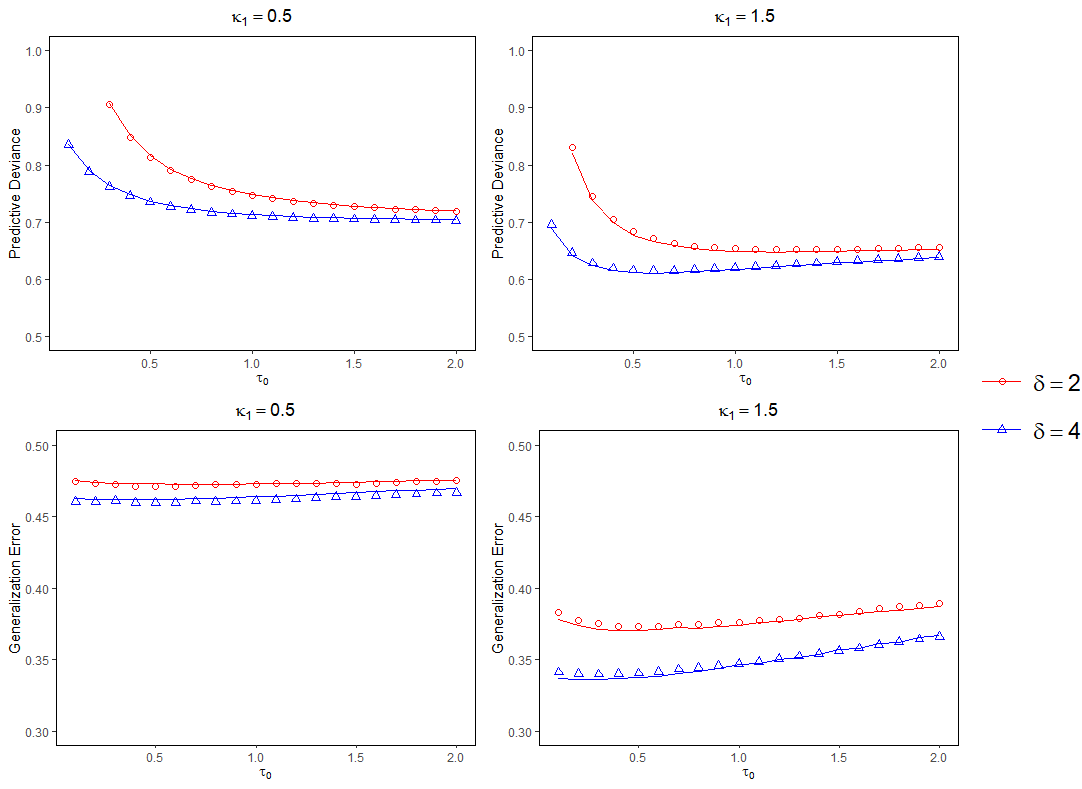 κ1 = 0.5
Predictive Deviance
1.0
0.9
0.8
0.7
0.6
0.5
0.5 1.0 1.5 2.0
τ0
κ1 = 1.5
Predictive Deviance
1.0
0.9
0.8
0.7
0.6
0.5
0.5 1.0 1.5 2.0
τ0
κ1 = 0.5
Generalization Error
0.50
0.45
0.40
0.35
0.30
0.5 1.0 1.5 2.0
τ0
κ1 = 1.5
Generalization Error
0.50
0.45
0.40
0.35
0.30
0.5 1.0 1.5 2.0
τ0
δ = 2
δ = 4